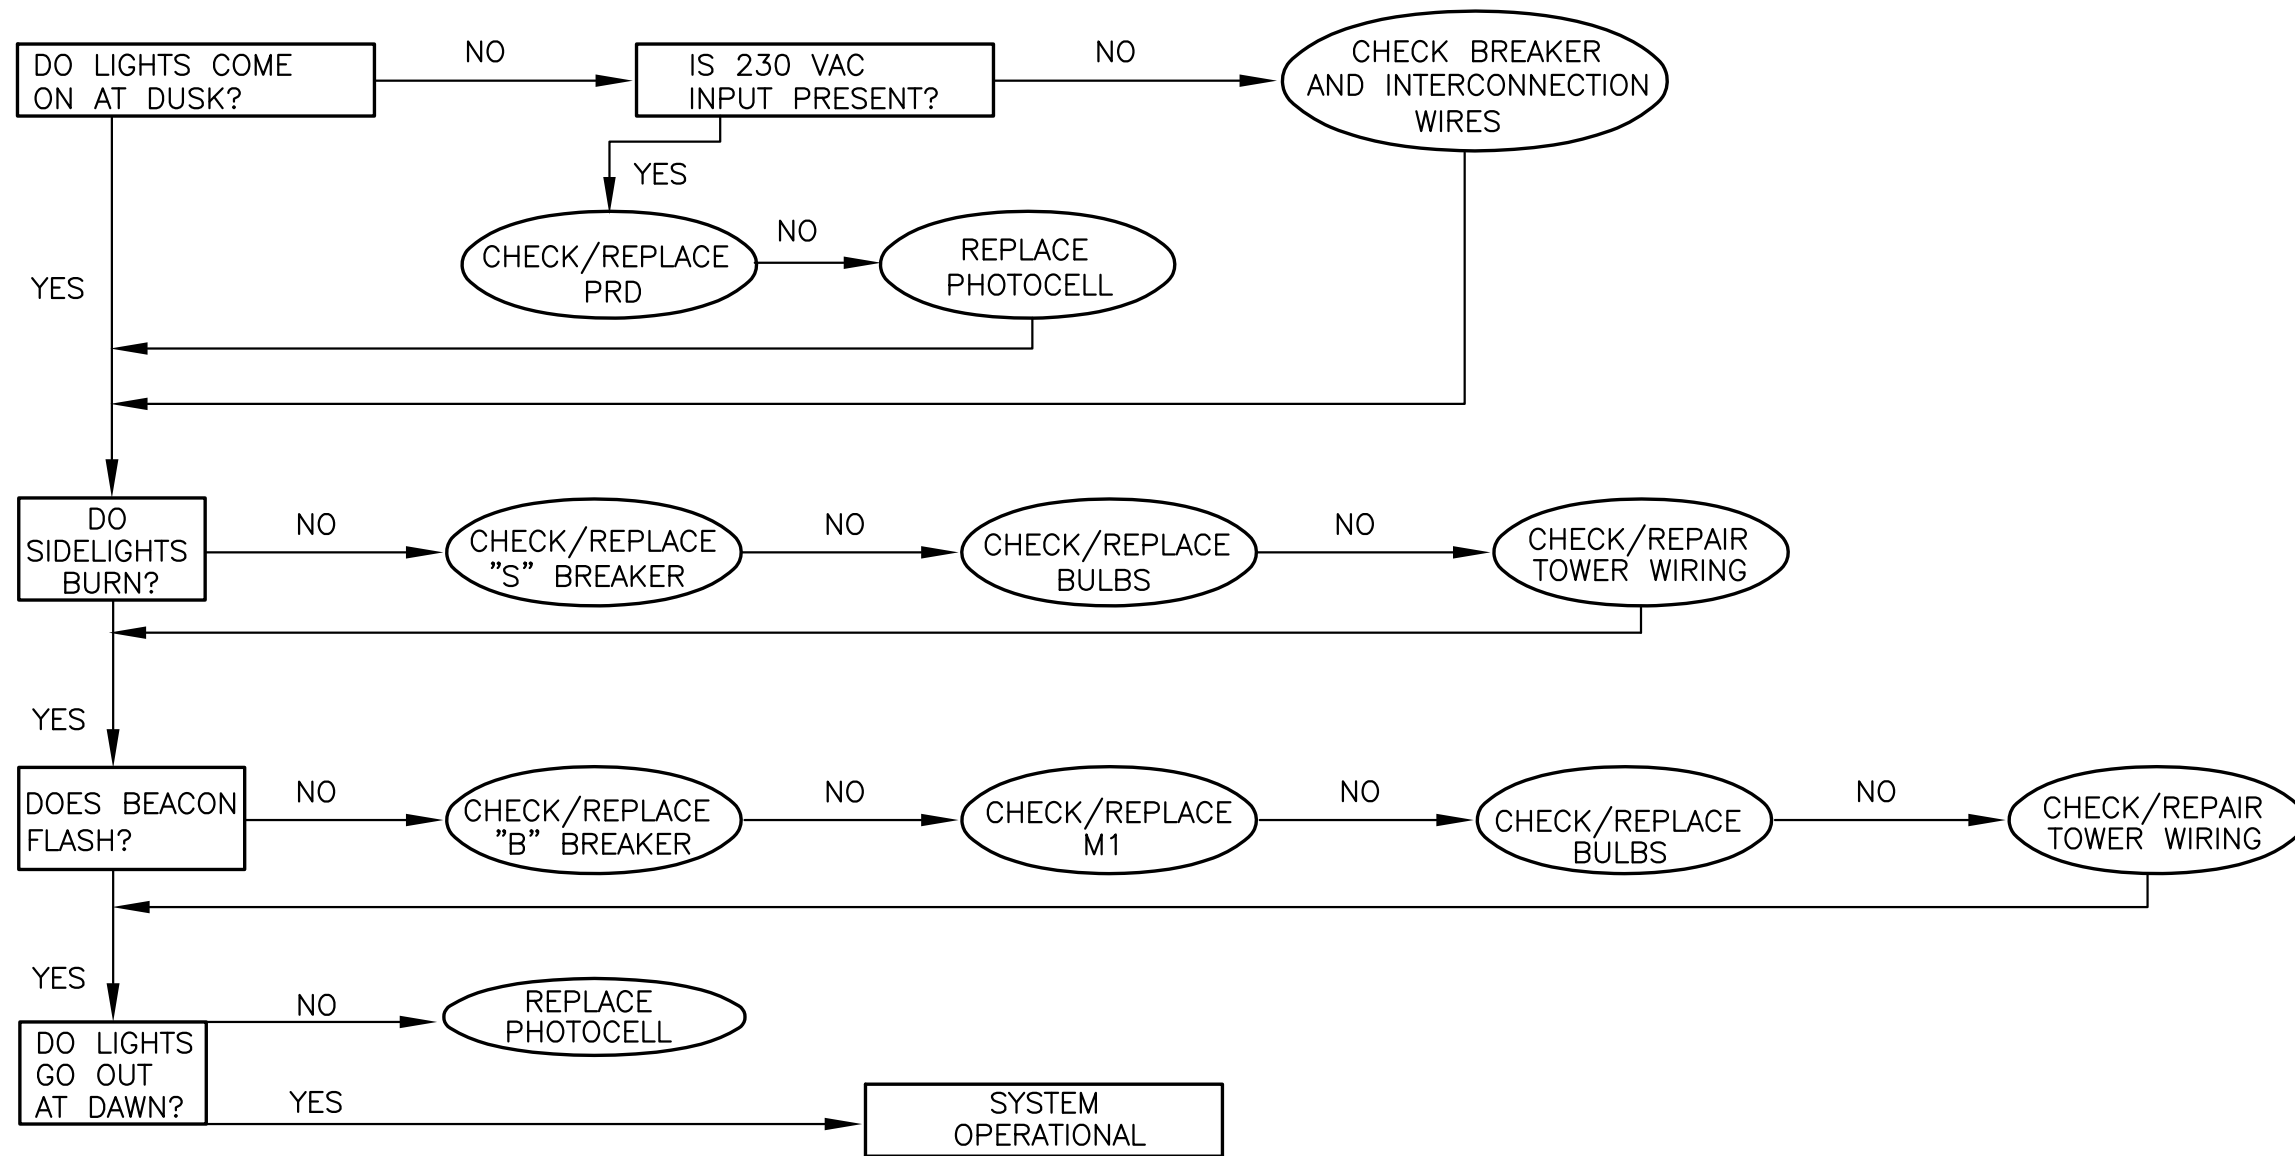 DO LIGHTS COME
ON AT DUSK?
NO
IS 230 VAC
INPUT PRESENT?
NO
CHECK BREAKER
AND INTERCONNECTION
WIRES
YES
CHECK/REPLACE
PRD
NO
REPLACE
PHOTOCELL
YES
DO
SIDELIGHTS
BURN?
NO
CHECK/REPLACE
"S" BREAKER
NO
CHECK/REPLACE
BULBS
NO
CHECK/REPAIR
TOWER WIRING
YES
DOES BEACON
FLASH?
NO
CHECK/REPLACE
"B" BREAKER
NO
CHECK/REPLACE
M1
NO
CHECK/REPLACE
BULBS
NO
CHECK/REPAIR
TOWER WIRING
YES
DO LIGHTS
GO OUT
AT DAWN?
NO
REPLACE
PHOTOCELL
YES
SYSTEM
OPERATIONAL